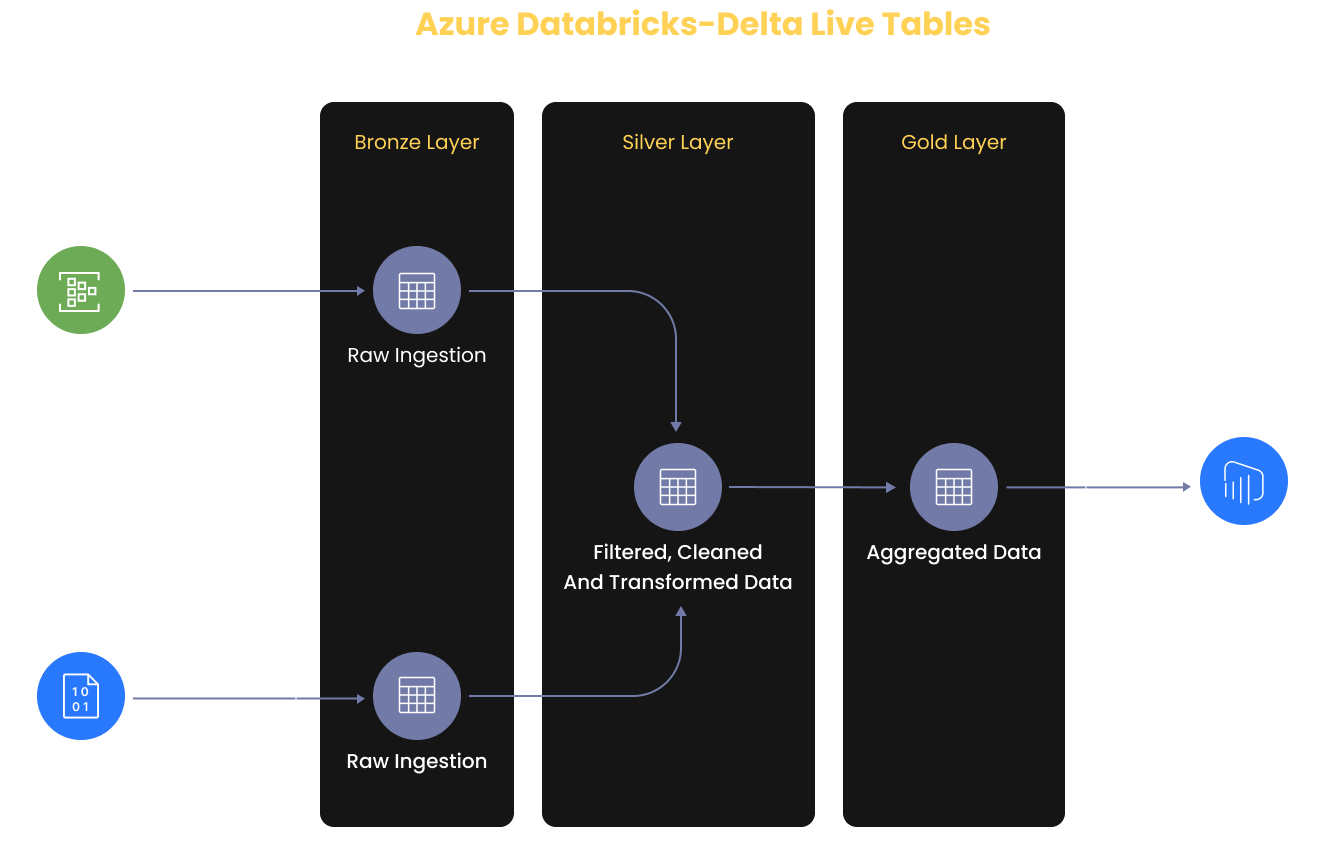 Azure Databricks-Delta Live Tables
Bronze Layer
Silver Layer
Gold Layer
Raw Ingestion
Filtered, Cleaned
And Transformed Data
Aggregated Data
10
01
Raw Ingestion